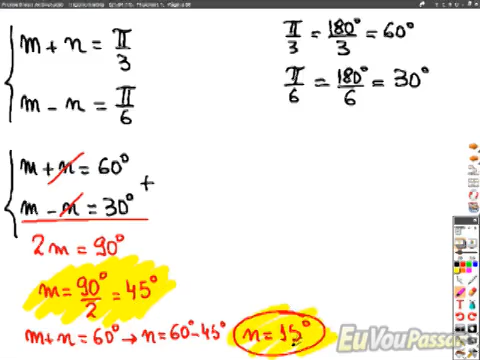 m + n = π/3
m - n = π/6
π/3 = 180°/3 = 60°
π/6 = 180°/6 = 30°
m + n = 60°
+
m - n = 30°
2m = 90°
m = 90°/2 = 45°
m+n = 60° → n = 60° - 45°
n = 15°
EuVouPassar